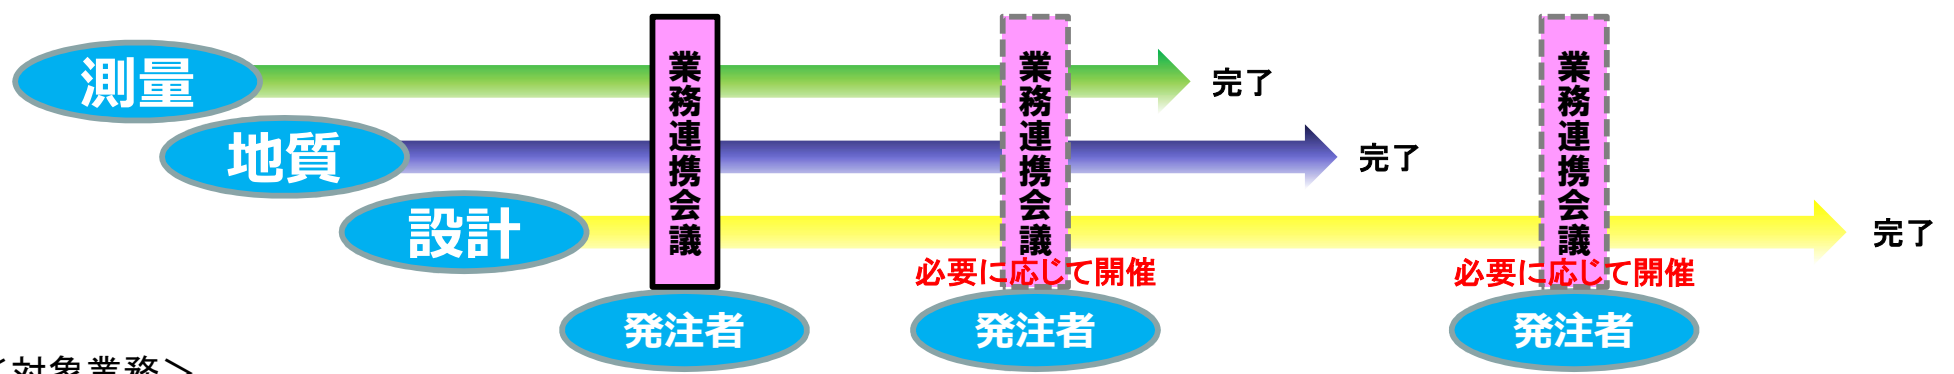 測量
完了
地質
完了
設計
完了
業務連携会議
業務連携会議
必要に応じて開催
業務連携会議
必要に応じて開催
発注者
発注者
発注者
＜対象業務＞